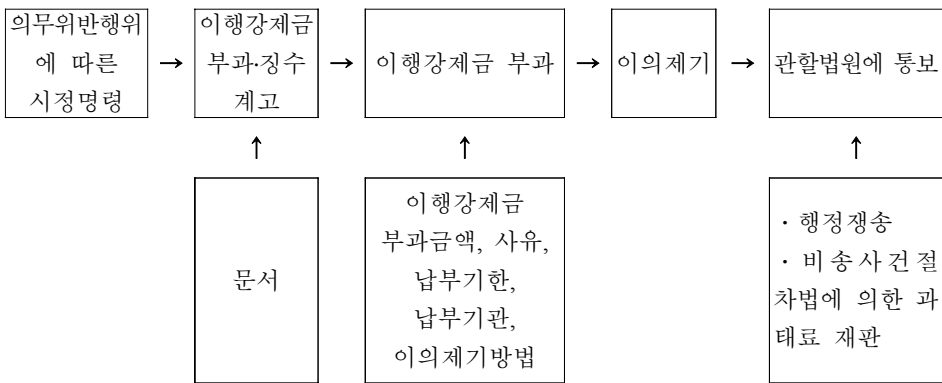 의무위반행위
에 따른
시정명령
→
이행강제금
부과·징수
계고
→
이행강제금 부과
→
이의제기
→
관할법원에 통보
↑
↑
↑
문서
이행강제금
부과금액, 사유,
납부기한,
납부기관,
이의제기방법
· 행정쟁송
· 비송사건절
차법에 의한 과
태료 재판